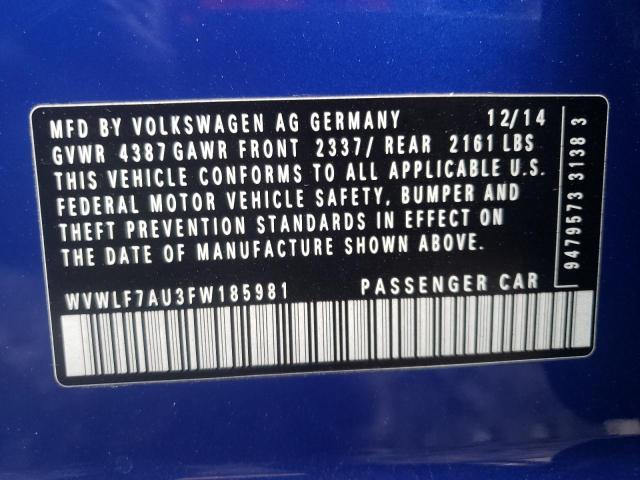 MFD BY VOLKSWAGEN AG GERMANY 12/14
GVWR 4387 GAWR FRONT 2337/ REAR 2161 LBS
THIS VEHICLE CONFORMS TO ALL APPLICABLE U.S.
FEDERAL MOTOR VEHICLE SAFETY, BUMPER AND
THEFT PREVENTION STANDARDS IN EFFECT ON
THE DATE OF MANUFACTURE SHOWN ABOVE.
WVWLF7AU3FW185981 PASSENGER CAR
9479573 3138 3